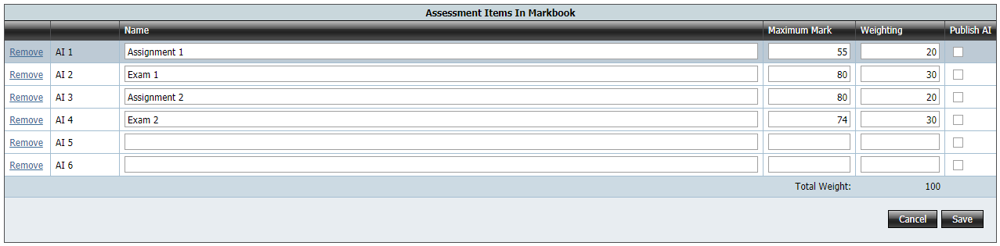 Assessment Items In Markbook
Name Maximum Mark Weighting Publish AI
Remove AI 1 Assignment 1 55 20
Remove AI 2 Exam 1 80 30
Remove AI 3 Assignment 2 80 20
Remove AI 4 Exam 2 74 30
Remove AI 5
Remove AI 6
Total Weight: 100
Cancel Save